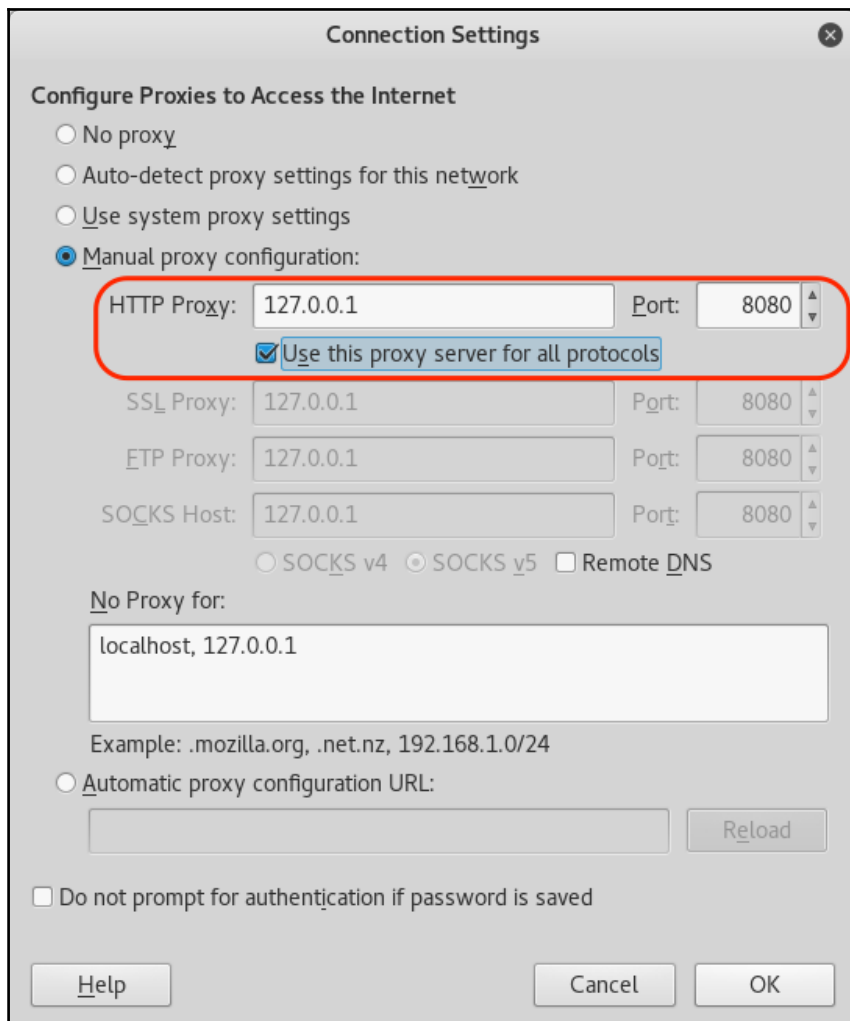 Connection Settings
Configure Proxies to Access the Internet
No proxy
Auto-detect proxy settings for this network
Use system proxy settings
Manual proxy configuration:
HTTP Proxy: 127.0.0.1 Port: 8080
Use this proxy server for all protocols
SSL Proxy: 127.0.0.1 Port: 8080
FTP Proxy: 127.0.0.1 Port: 8080
SOCKS Host: 127.0.0.1 Port: 8080
SOCKS v4 SOCKS v5 Remote DNS
No Proxy for:
localhost, 127.0.0.1
Example: .mozilla.org, .net.nz, 192.168.1.0/24
Automatic proxy configuration URL:
Reload
Do not prompt for authentication if password is saved
Help Cancel OK